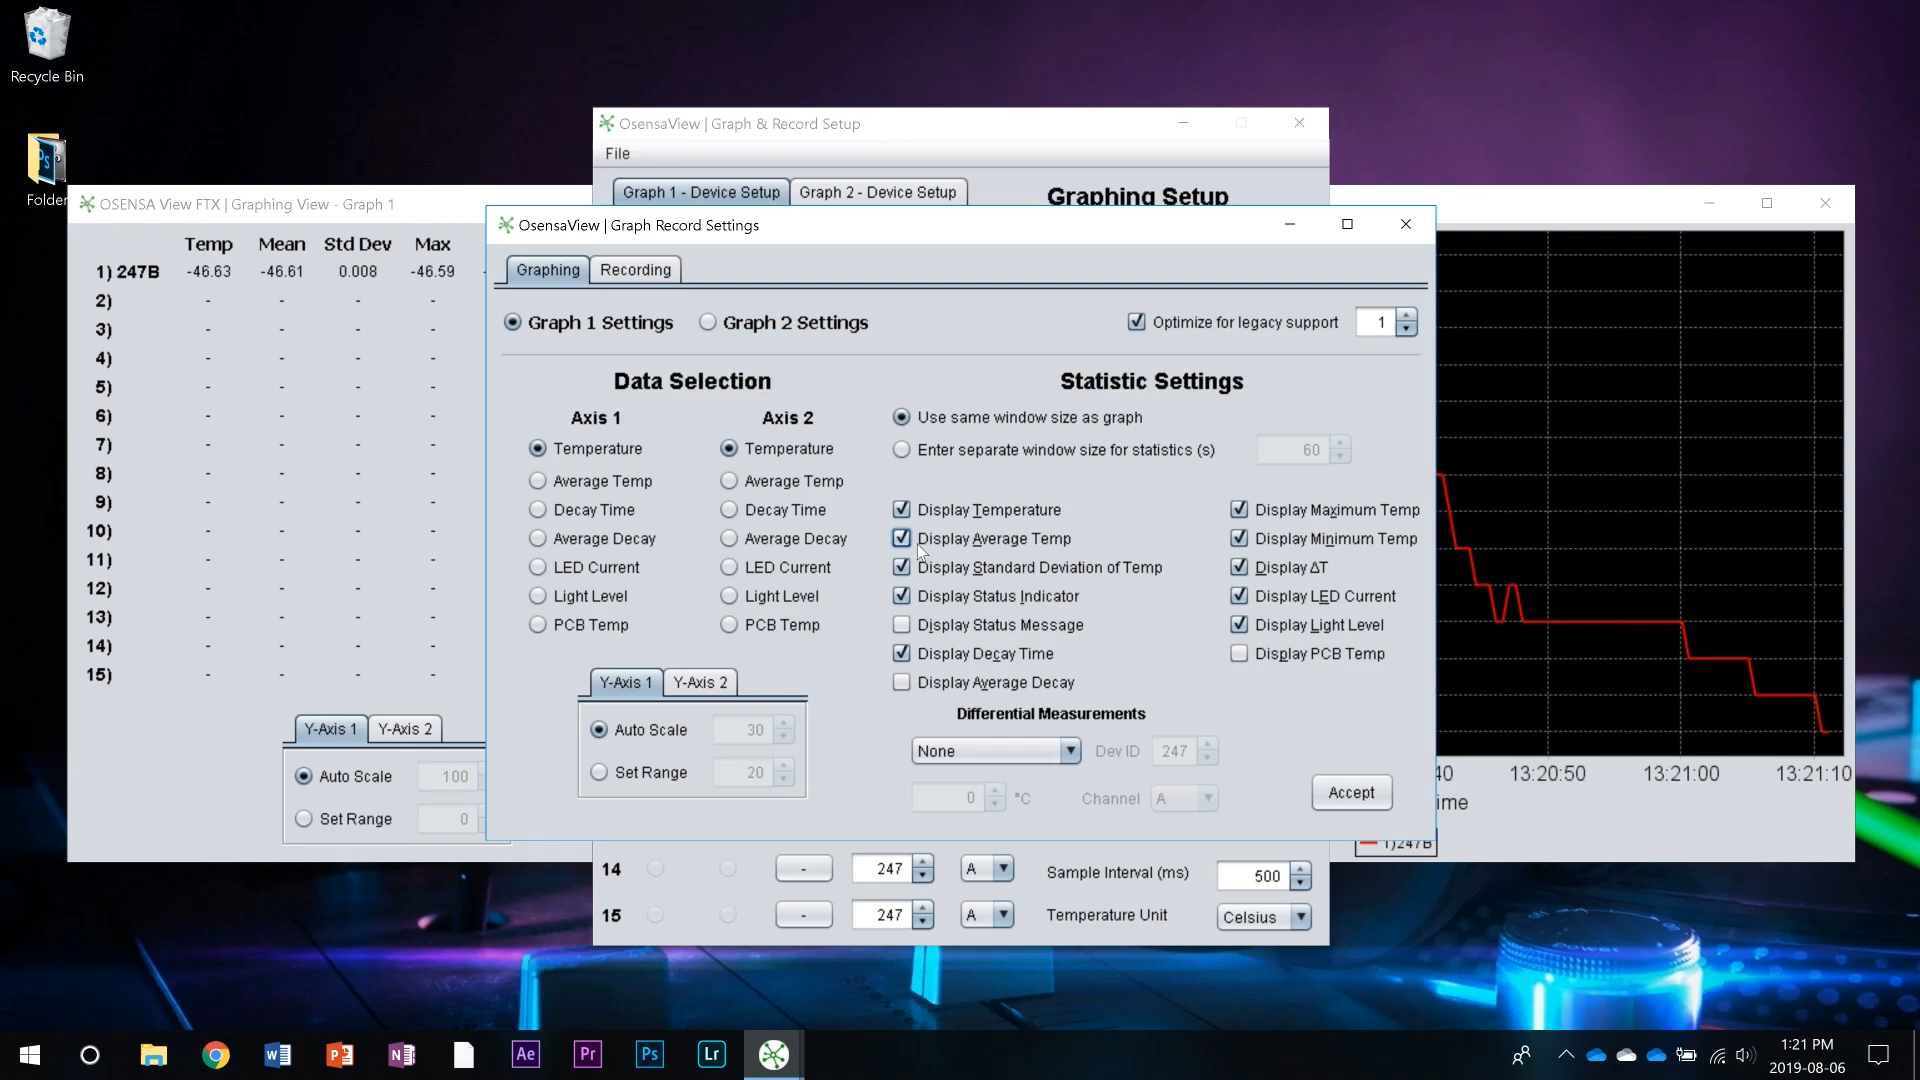 Recycle Bin
Folder
OsensaView | Graph & Record Setup
File
Graph 1 - Device Setup
Graph 2 - Device Setup
Graphing Setup
OSENSA View FTX | Graphing View - Graph 1
Temp Mean Std Dev Max
1) 247B -46.63 -46.61 0.008 -46.59
2) - - - -
3) - - - -
4) - - - -
5) - - - -
6) - - - -
7) - - - -
8) - - - -
9) - - - -
10) - - - -
11) - - - -
12) - - - -
13) - - - -
14) - - - -
15) - - - -
Y-Axis 1 Y-Axis 2
Auto Scale 100
Set Range 0
OsensaView | Graph Record Settings
Graphing Recording
Graph 1 Settings Graph 2 Settings
Optimize for legacy support 1
Data Selection
Axis 1 Axis 2
Temperature Temperature
Average Temp Average Temp
Decay Time Decay Time
Average Decay Average Decay
LED Current LED Current
Light Level Light Level
PCB Temp PCB Temp
Y-Axis 1 Y-Axis 2
Auto Scale 30
Set Range 20
Statistic Settings
Use same window size as graph
Enter separate window size for statistics (s) 60
Display Temperature Display Maximum Temp
Display Average Temp Display Minimum Temp
Display Standard Deviation of Temp Display ΔT
Display Status Indicator Display LED Current
Display Status Message Display Light Level
Display Decay Time Display PCB Temp
Display Average Decay
Differential Measurements
None Dev ID 247
0 °C Channel A
Accept
40 13:20:50 13:21:00 13:21:10
ime
1)247B
14 - 247 A Sample Interval (ms) 500
15 - 247 A Temperature Unit Celsius
Ae Pr Ps Lr
1:21 PM
2019-08-06